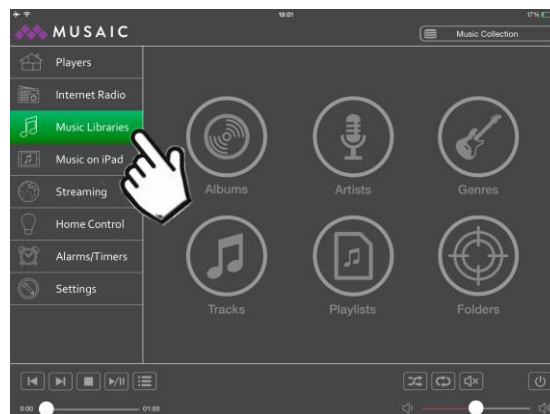 18:01
17%
MUSAIC
Music Collection
Players
Internet Radio
Music Libraries
Music on iPad
Streaming
Home Control
Alarms/Timers
Settings
Albums
Artists
Genres
Tracks
Playlists
Folders
0:00
01:00